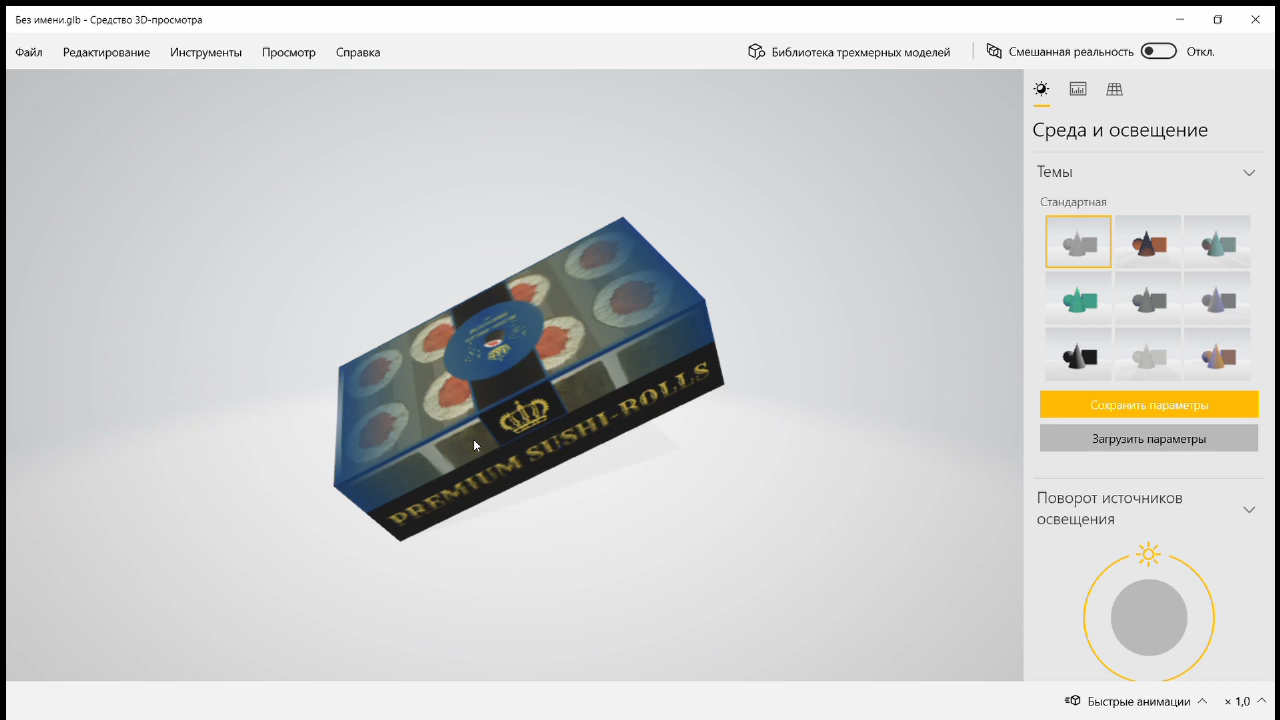 Без имени.glb - Средство 3D-просмотра
Файл Редактирование Инструменты Просмотр Справка Библиотека трехмерных моделей Смешанная реальность Откл.
Среда и освещение
Темы
Стандартная
PREMIUM SUSHI-ROLLS
Сохранить параметры
Загрузить параметры
Поворот источников
освещения
Быстрые анимации × 1,0